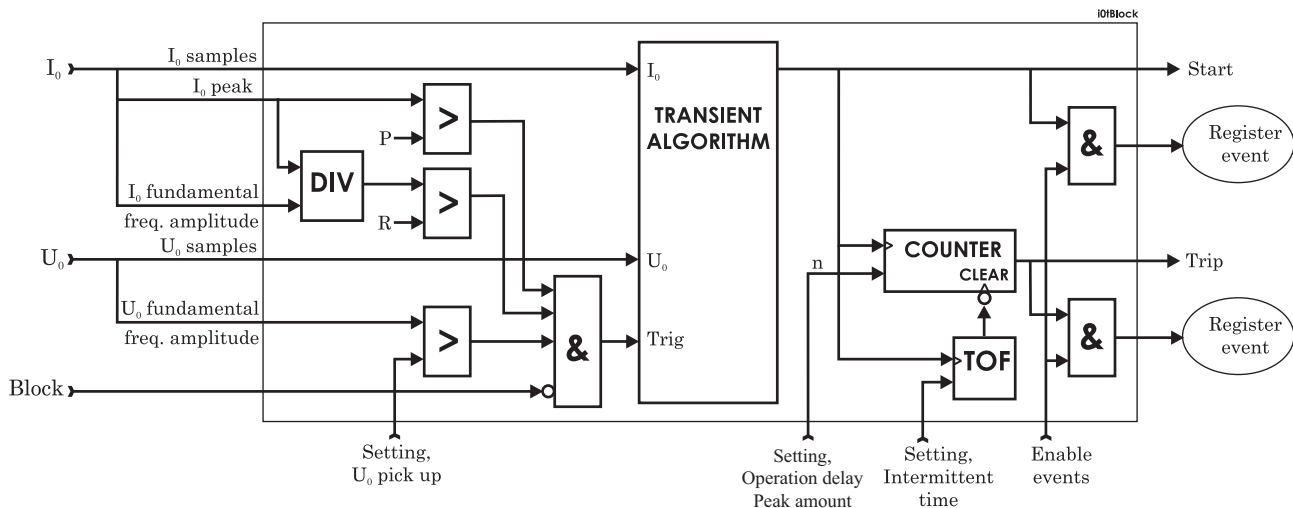 i0tBlock
I₀
I₀ samples
I₀ peak
I₀
Start
P
>
TRANSIENT
ALGORITHM
&
Register
event
DIV
>
R
I₀ fundamental
freq. amplitude
U₀
U₀ samples
U₀
n
COUNTER
CLEAR
Trip
U₀ fundamental
freq. amplitude
>
&
Trig
TOF
&
Register
event
Block
Setting,
U₀ pick up
Setting,
Operation delay
Peak amount
Setting,
Intermittent
time
Enable
events